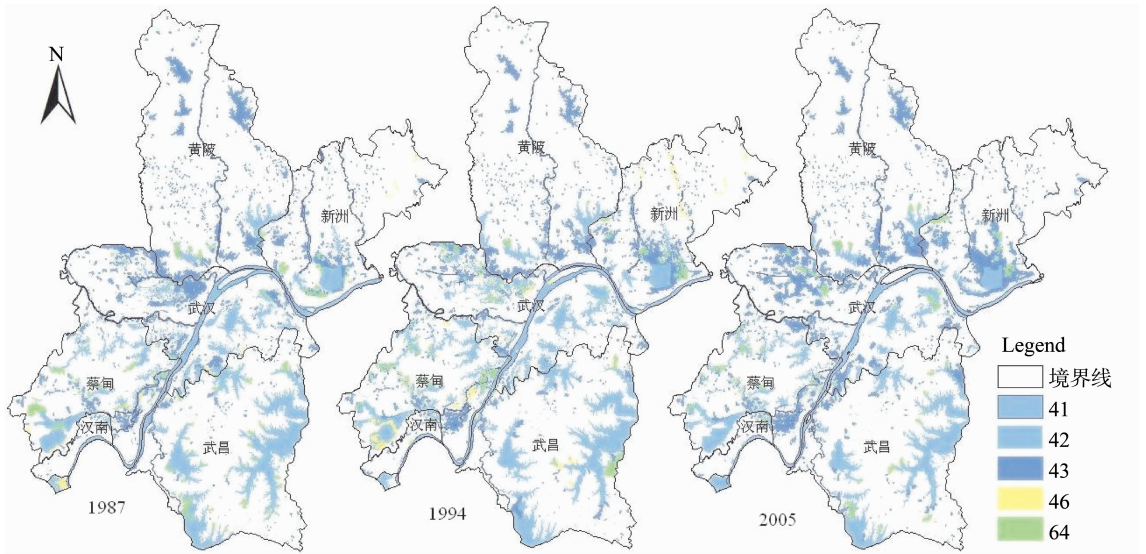 N
黄陂
新洲
武汉
蔡甸
汉南
武昌
1987
黄陂
新洲
武汉
蔡甸
汉南
武昌
1994
黄陂
新洲
武汉
蔡甸
汉南
武昌
2005
Legend
境界线
41
42
43
46
64